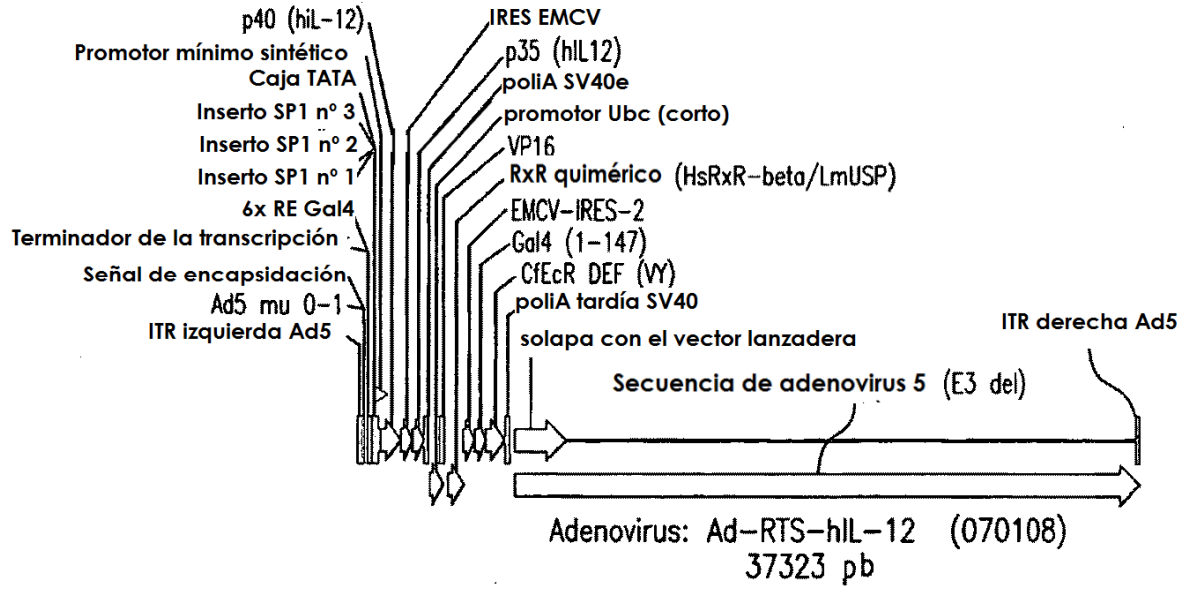 p40 (hiL-12)
Promotor mínimo sintético
Caja TATA
Inserto SP1 nº 3
Inserto SP1 nº 2
Inserto SP1 nº 1
6x RE Gal4
Terminador de la transcripción
Señal de encapsidación
Ad5 mu 0-1
ITR izquierda Ad5
IRES EMCV
p35 (hIL12)
poliA SV40e
promotor Ubc (corto)
VP16
RxR quimérico (HsRxR-beta/LmUSP)
EMCV-IRES-2
Gal4 (1-147)
CfEcR DEF (VY)
poliA tardía SV40
solapa con el vector lanzadera
ITR derecha Ad5
Secuencia de adenovirus 5 (E3 del)
Adenovirus: Ad-RTS-hIL-12 (070108)
37323 pb